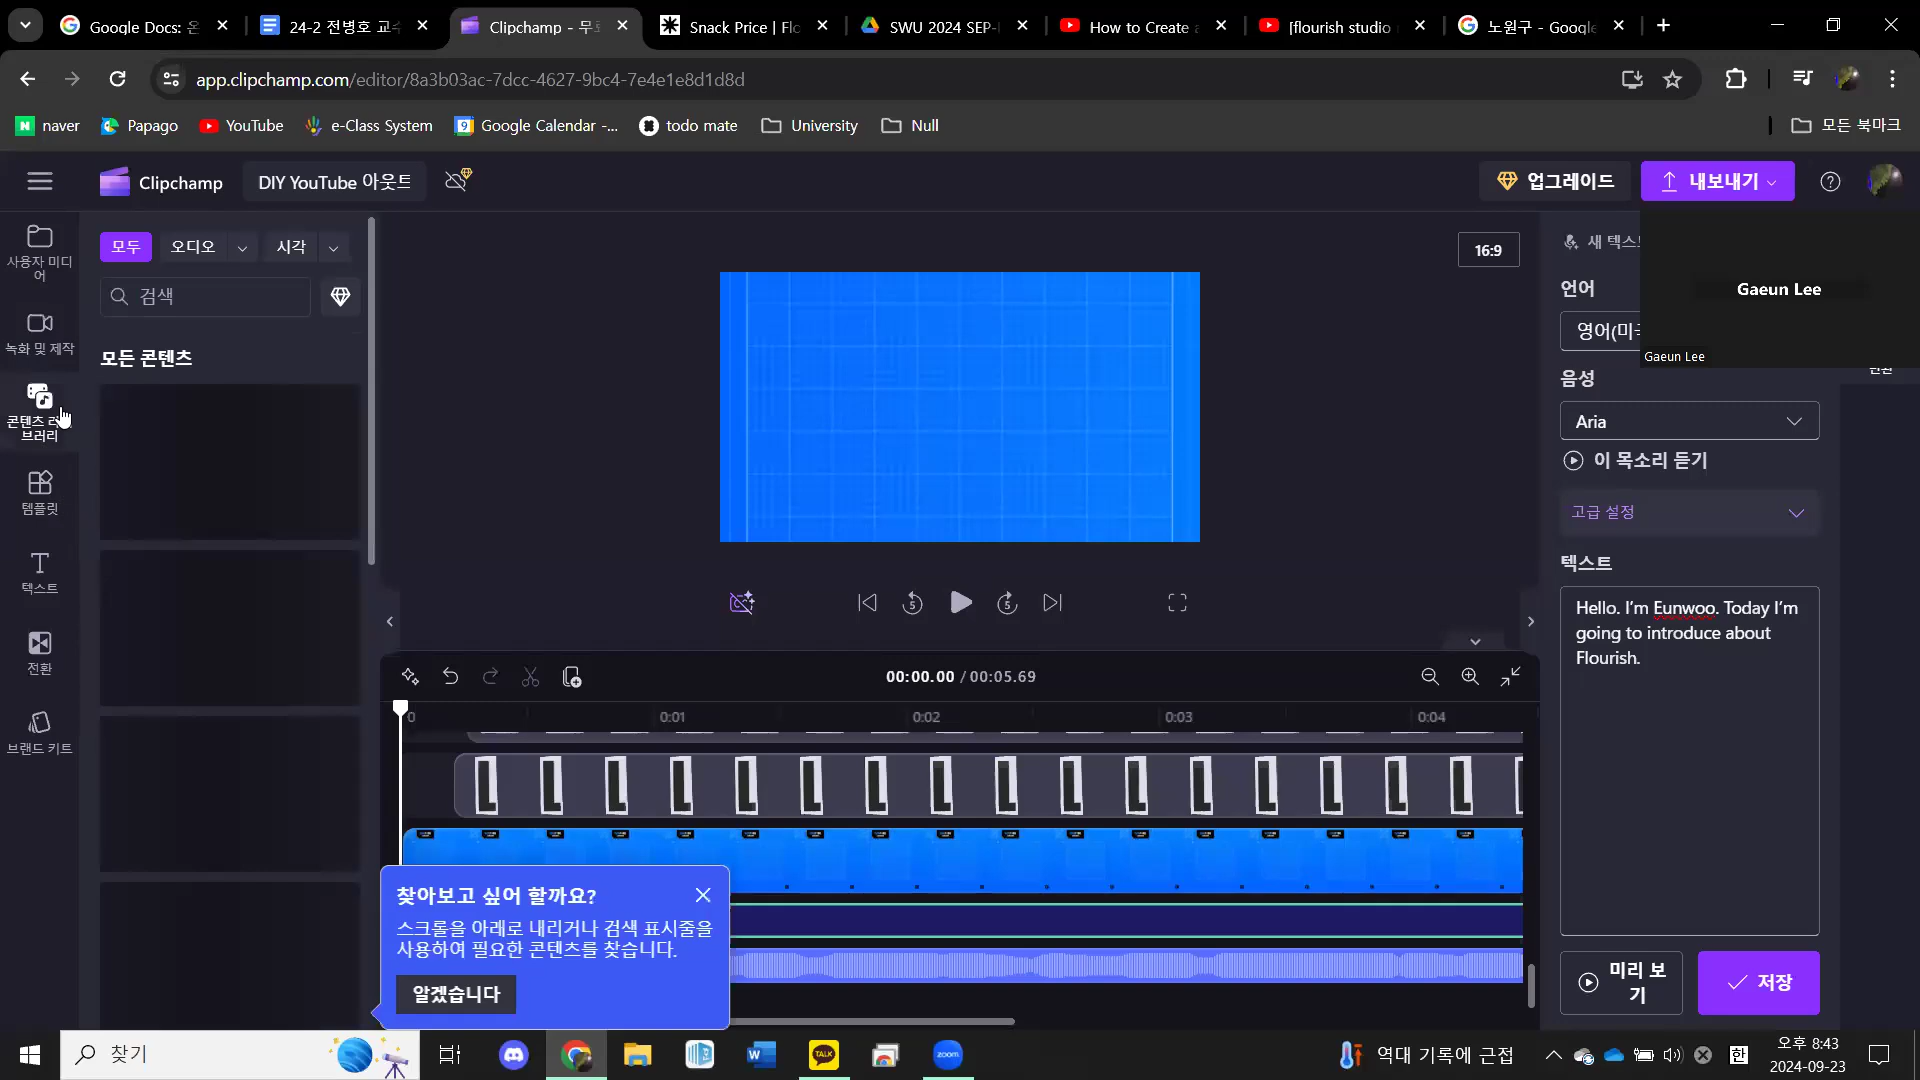 Google Docs: 온
24-2 전병호 교수
Clipchamp - 무료
Snack Price | Flo
SWU 2024 SEP-
How to Create a
[flourish studio
노원구 - Google
app.clipchamp.com/editor/8a3b03ac-7dcc-4627-9bc4-7e4e1e8d1d8d
naver
Papago
YouTube
e-Class System
Google Calendar -...
todo mate
University
Null
모든 북마크
Clipchamp
DIY YouTube 아웃트
업그레이드
내보내기
사용자 미디
어
녹화 및 제작
콘텐츠 라이
브러리
템플릿
텍스트
전환
브랜드 키트
모두
오디오
시각
검색
모든 콘텐츠
16:9
새 텍스트
언어
영어(미국
Gaeun Lee
Gaeun Lee
음성
Aria
이 목소리 듣기
고급 설정
텍스트
Hello. I’m Eunwoo. Today I’m
going to introduce about
Flourish.
미리 보
기
저장
5
5
00:00.00 / 00:05.69
0
0:01
0:02
0:03
0:04
찾아보고 싶어 할까요?
스크롤을 아래로 내리거나 검색 표시줄을
사용하여 필요한 콘텐츠를 찾습니다.
알겠습니다
찾기
TALK
zoom
역대 기록에 근접
한
오후 8:43
2024-09-23